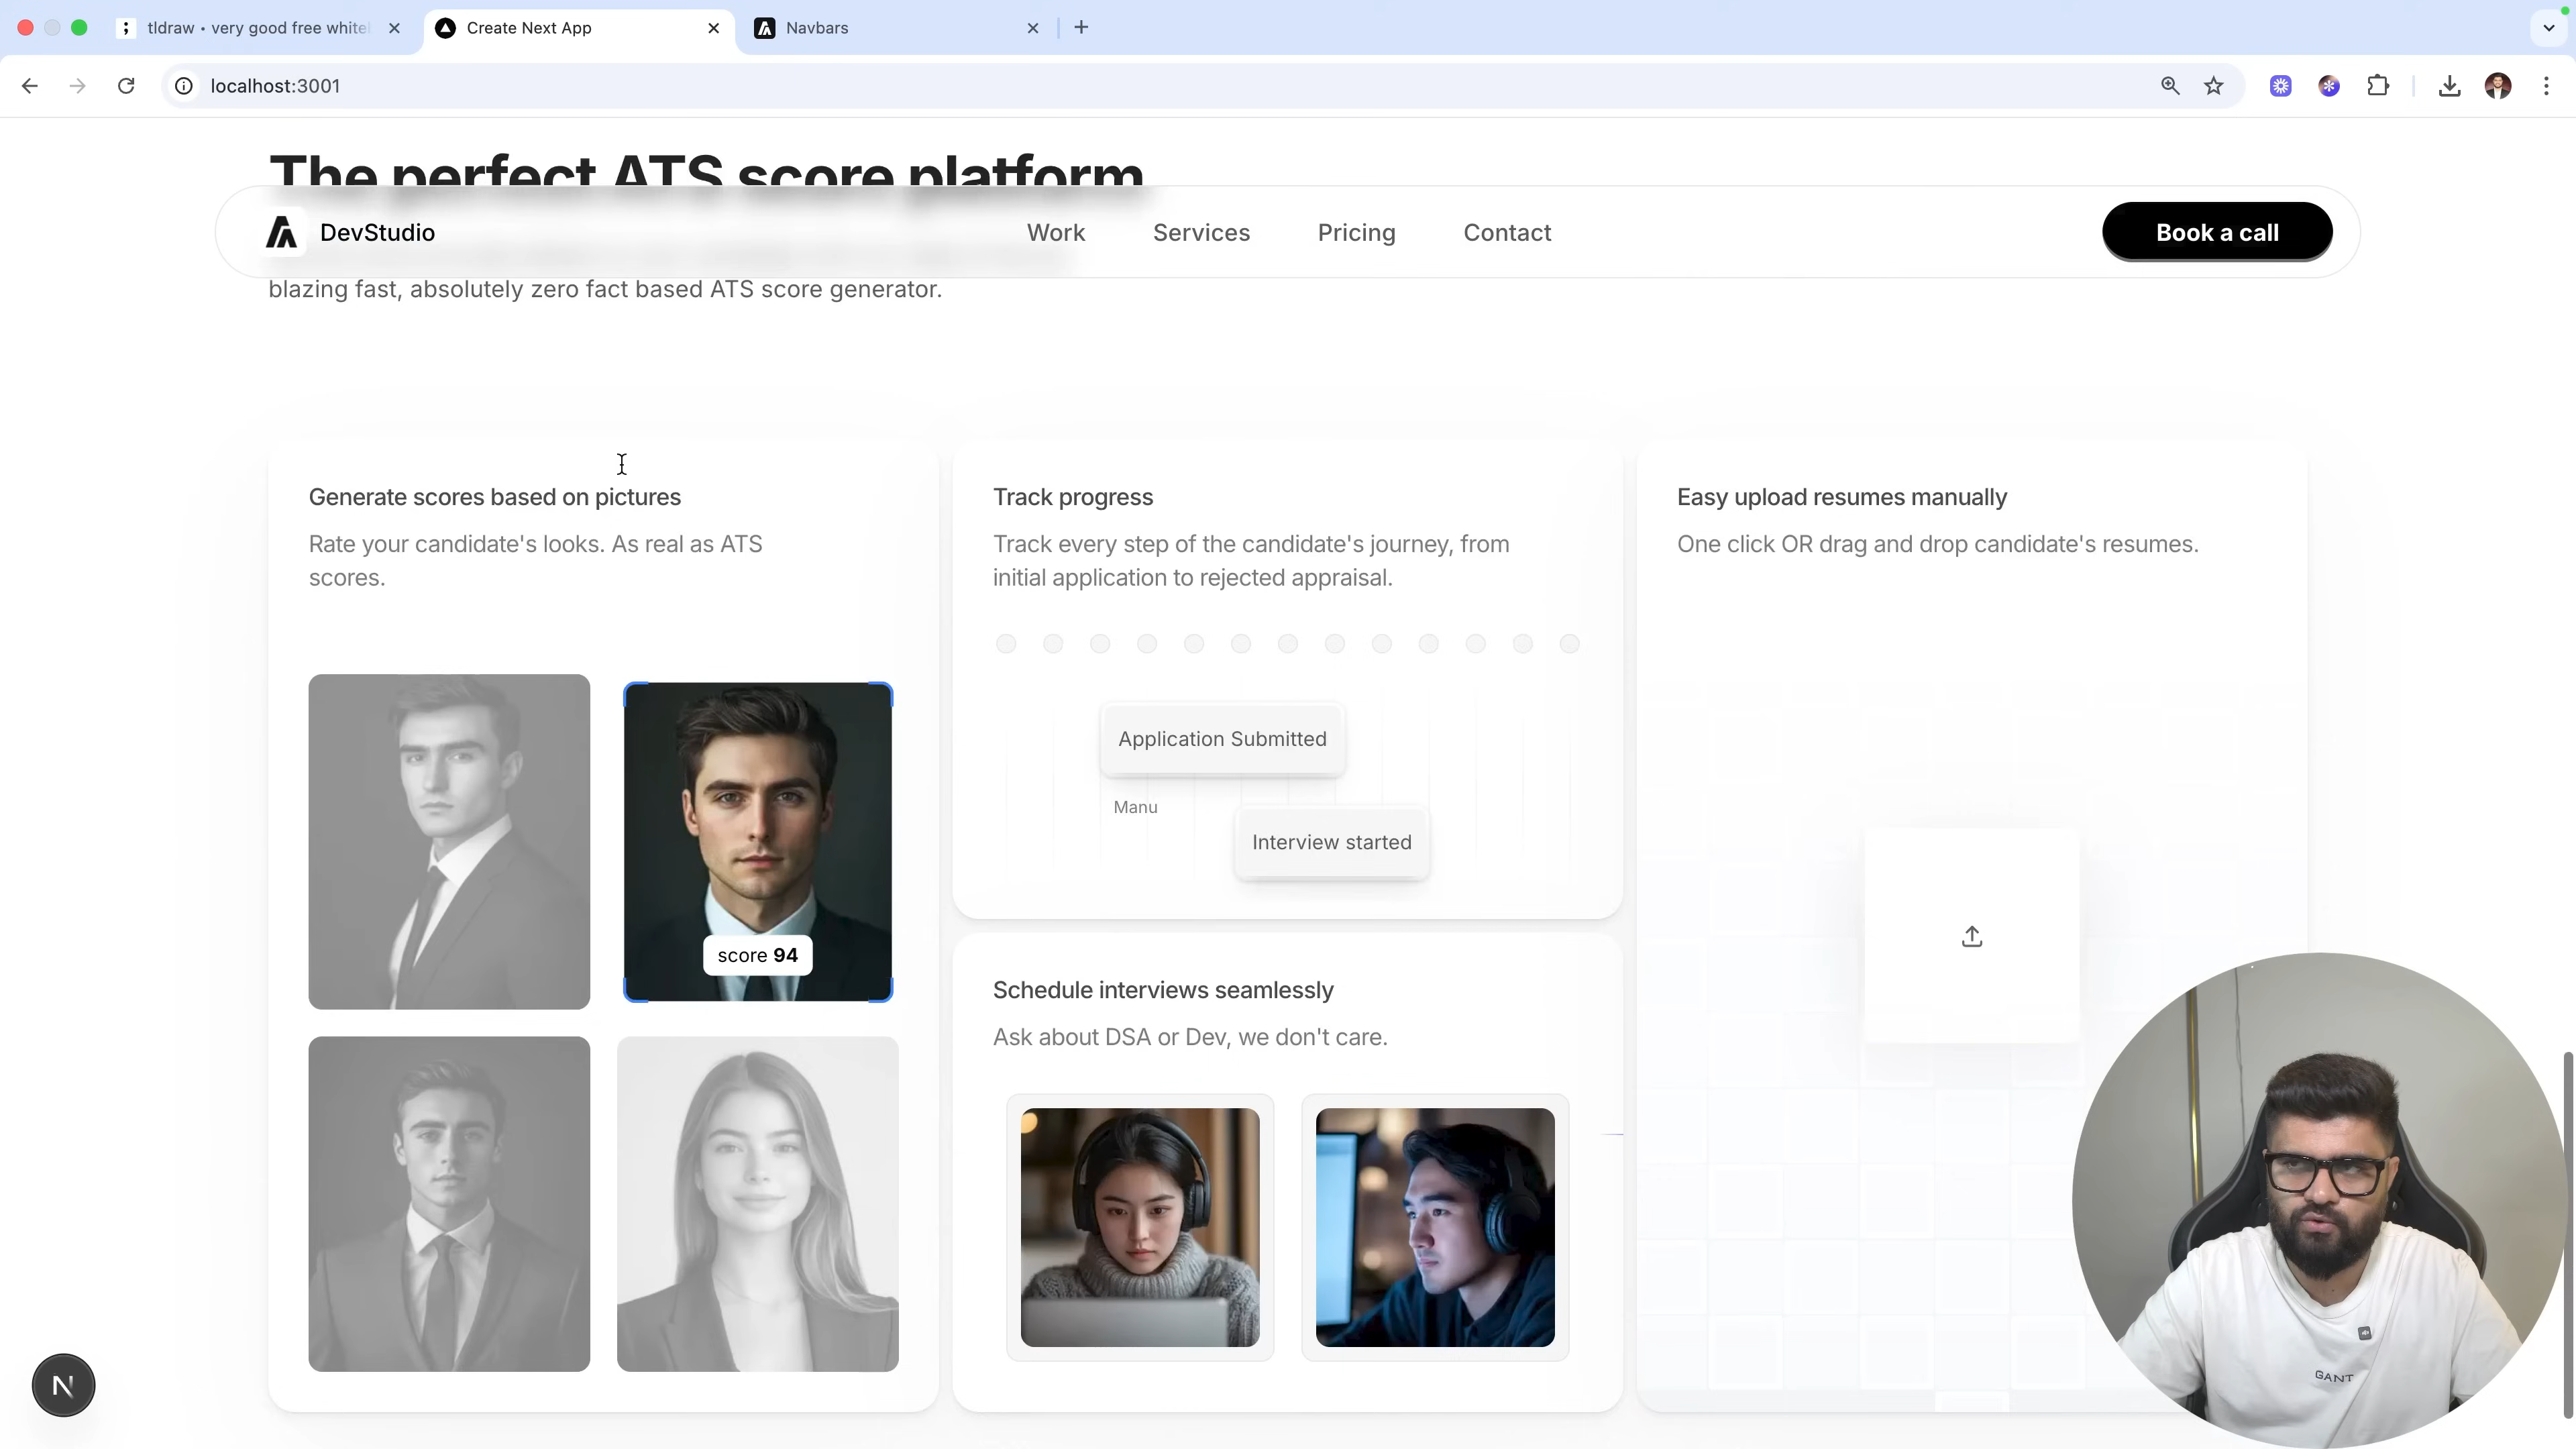 tldraw • very good free white
Create Next App
Navbars
localhost:3001
The perfect ATS score platform
DevStudio
Work
Services
Pricing
Contact
Book a call
blazing fast, absolutely zero fact based ATS score generator.
Generate scores based on pictures
Rate your candidate's looks. As real as ATS
scores.
score 94
Track progress
Track every step of the candidate's journey, from
initial application to rejected appraisal.
Application Submitted
Manu
Interview started
Schedule interviews seamlessly
Ask about DSA or Dev, we don't care.
Easy upload resumes manually
One click OR drag and drop candidate's resumes.
N
GANT